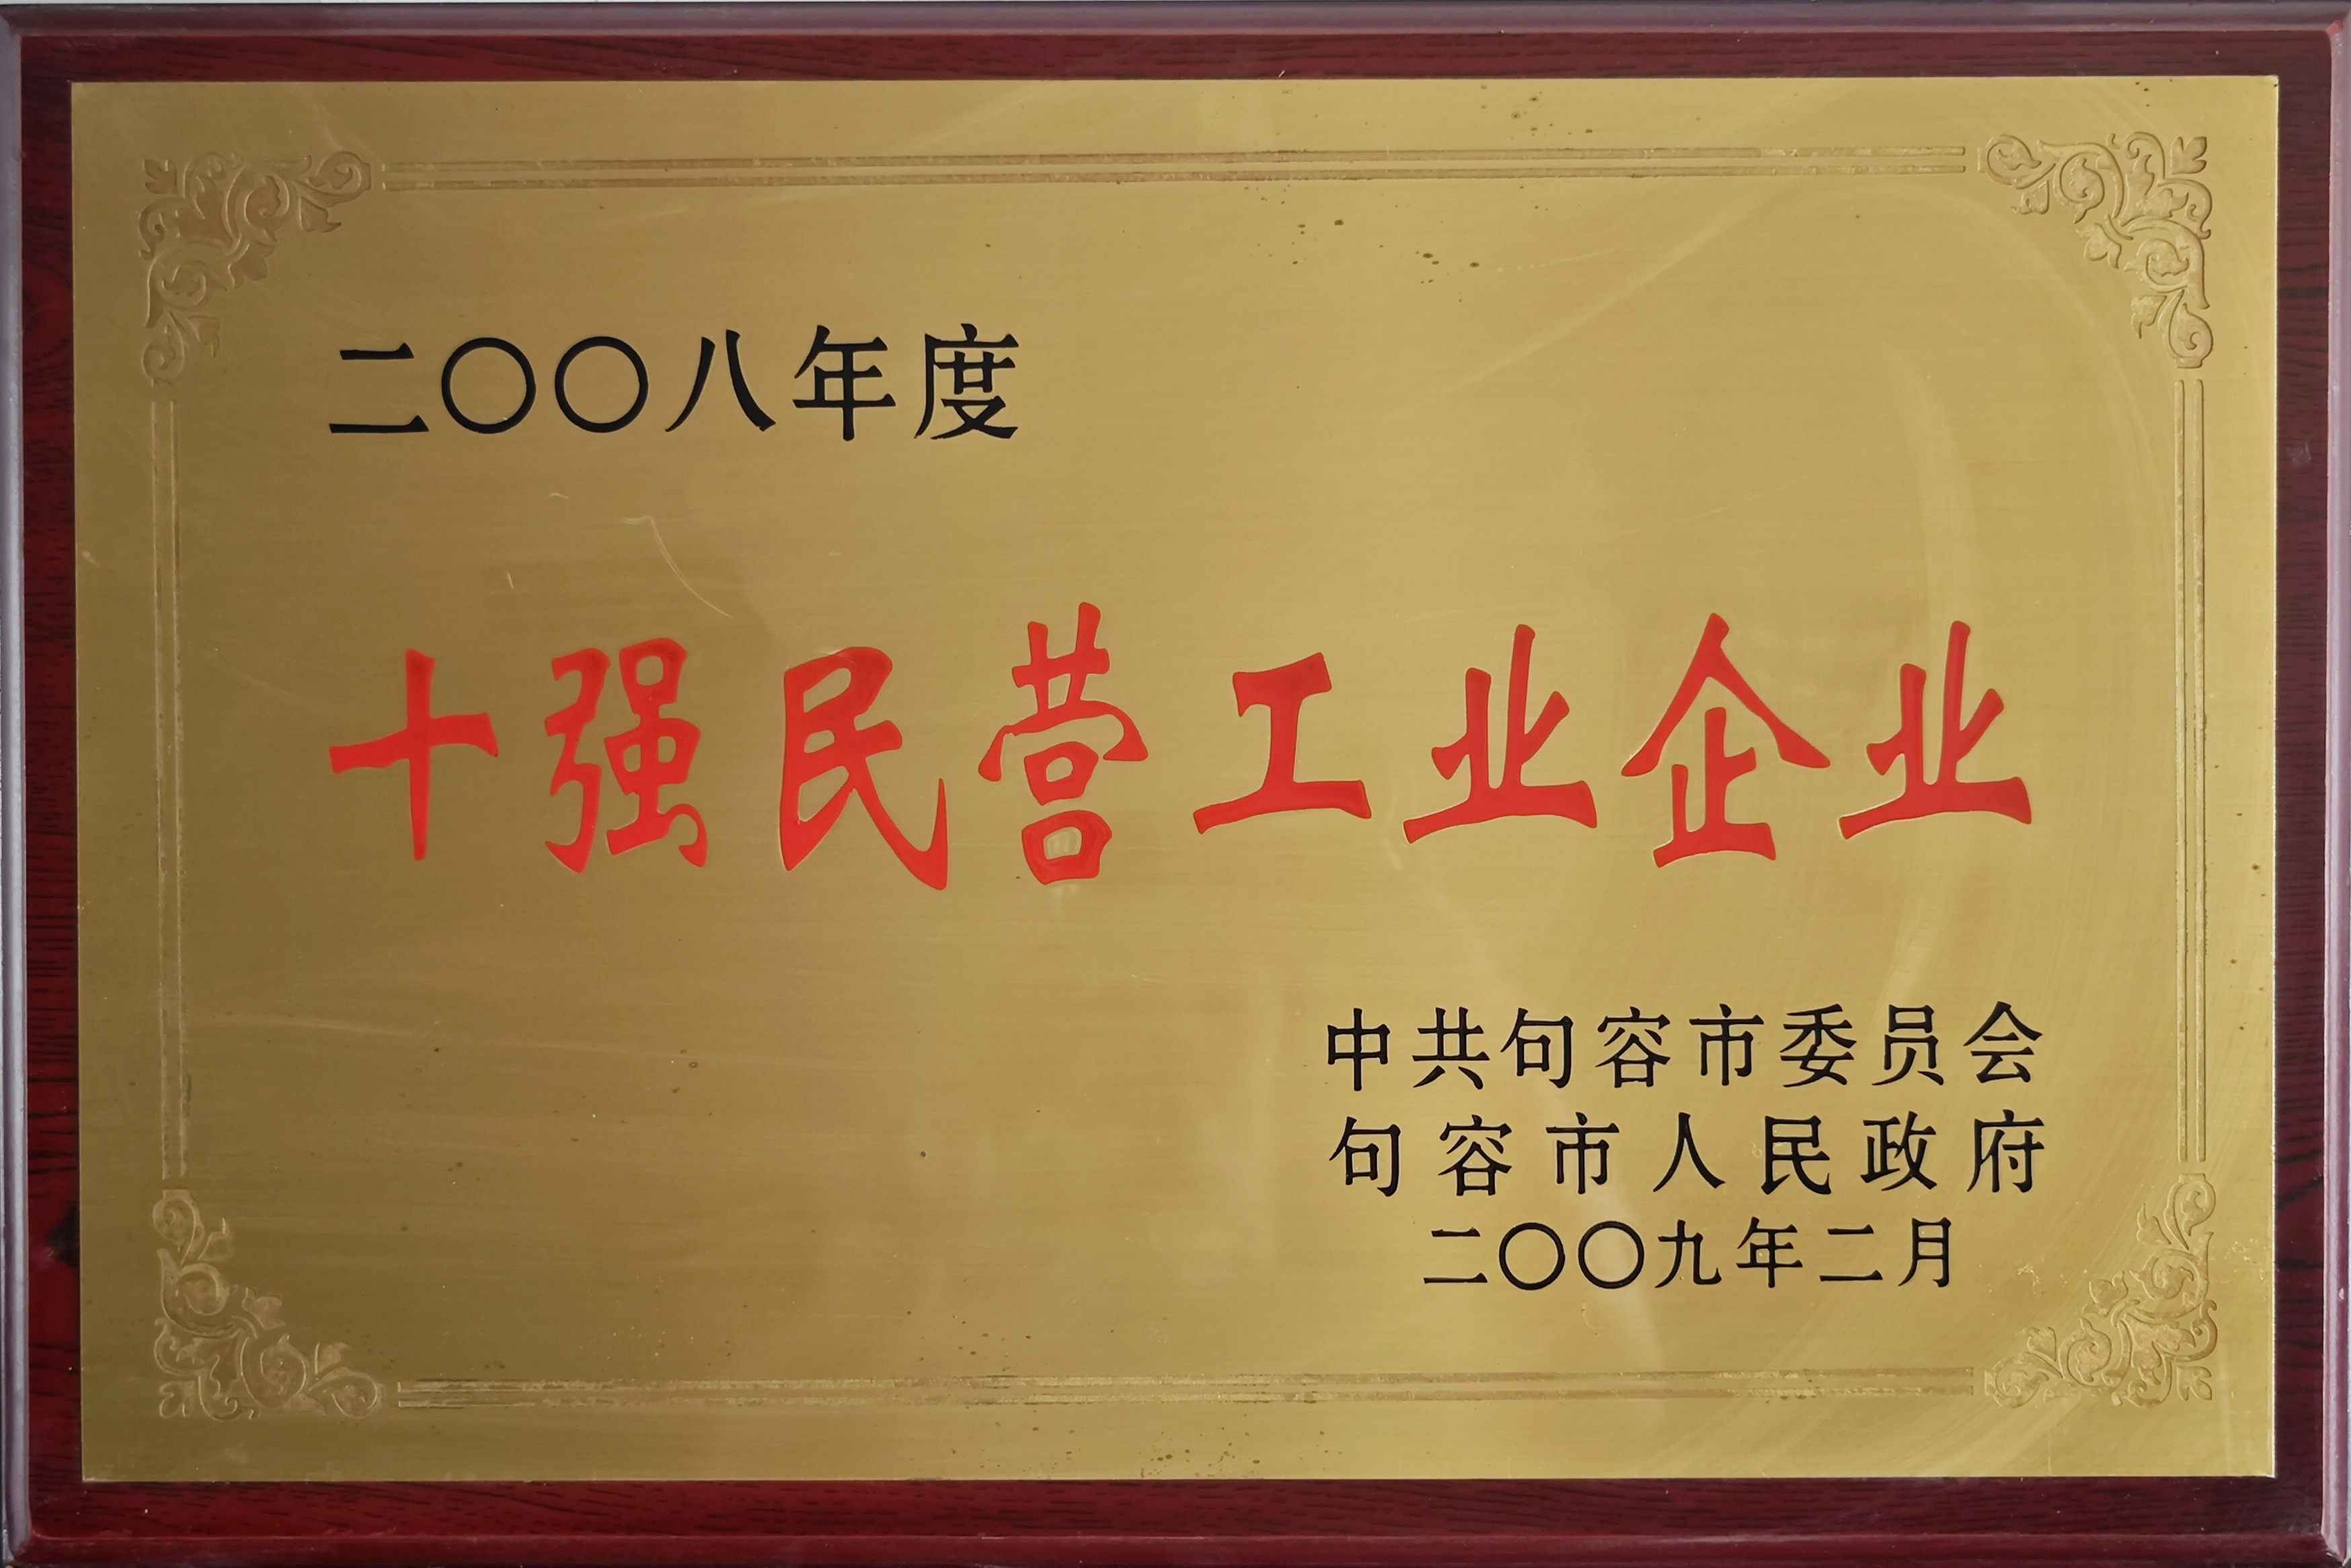 二〇〇八年度
十强民营工业企业
中共句容市委员会
句容市人民政府
二〇〇九年二月